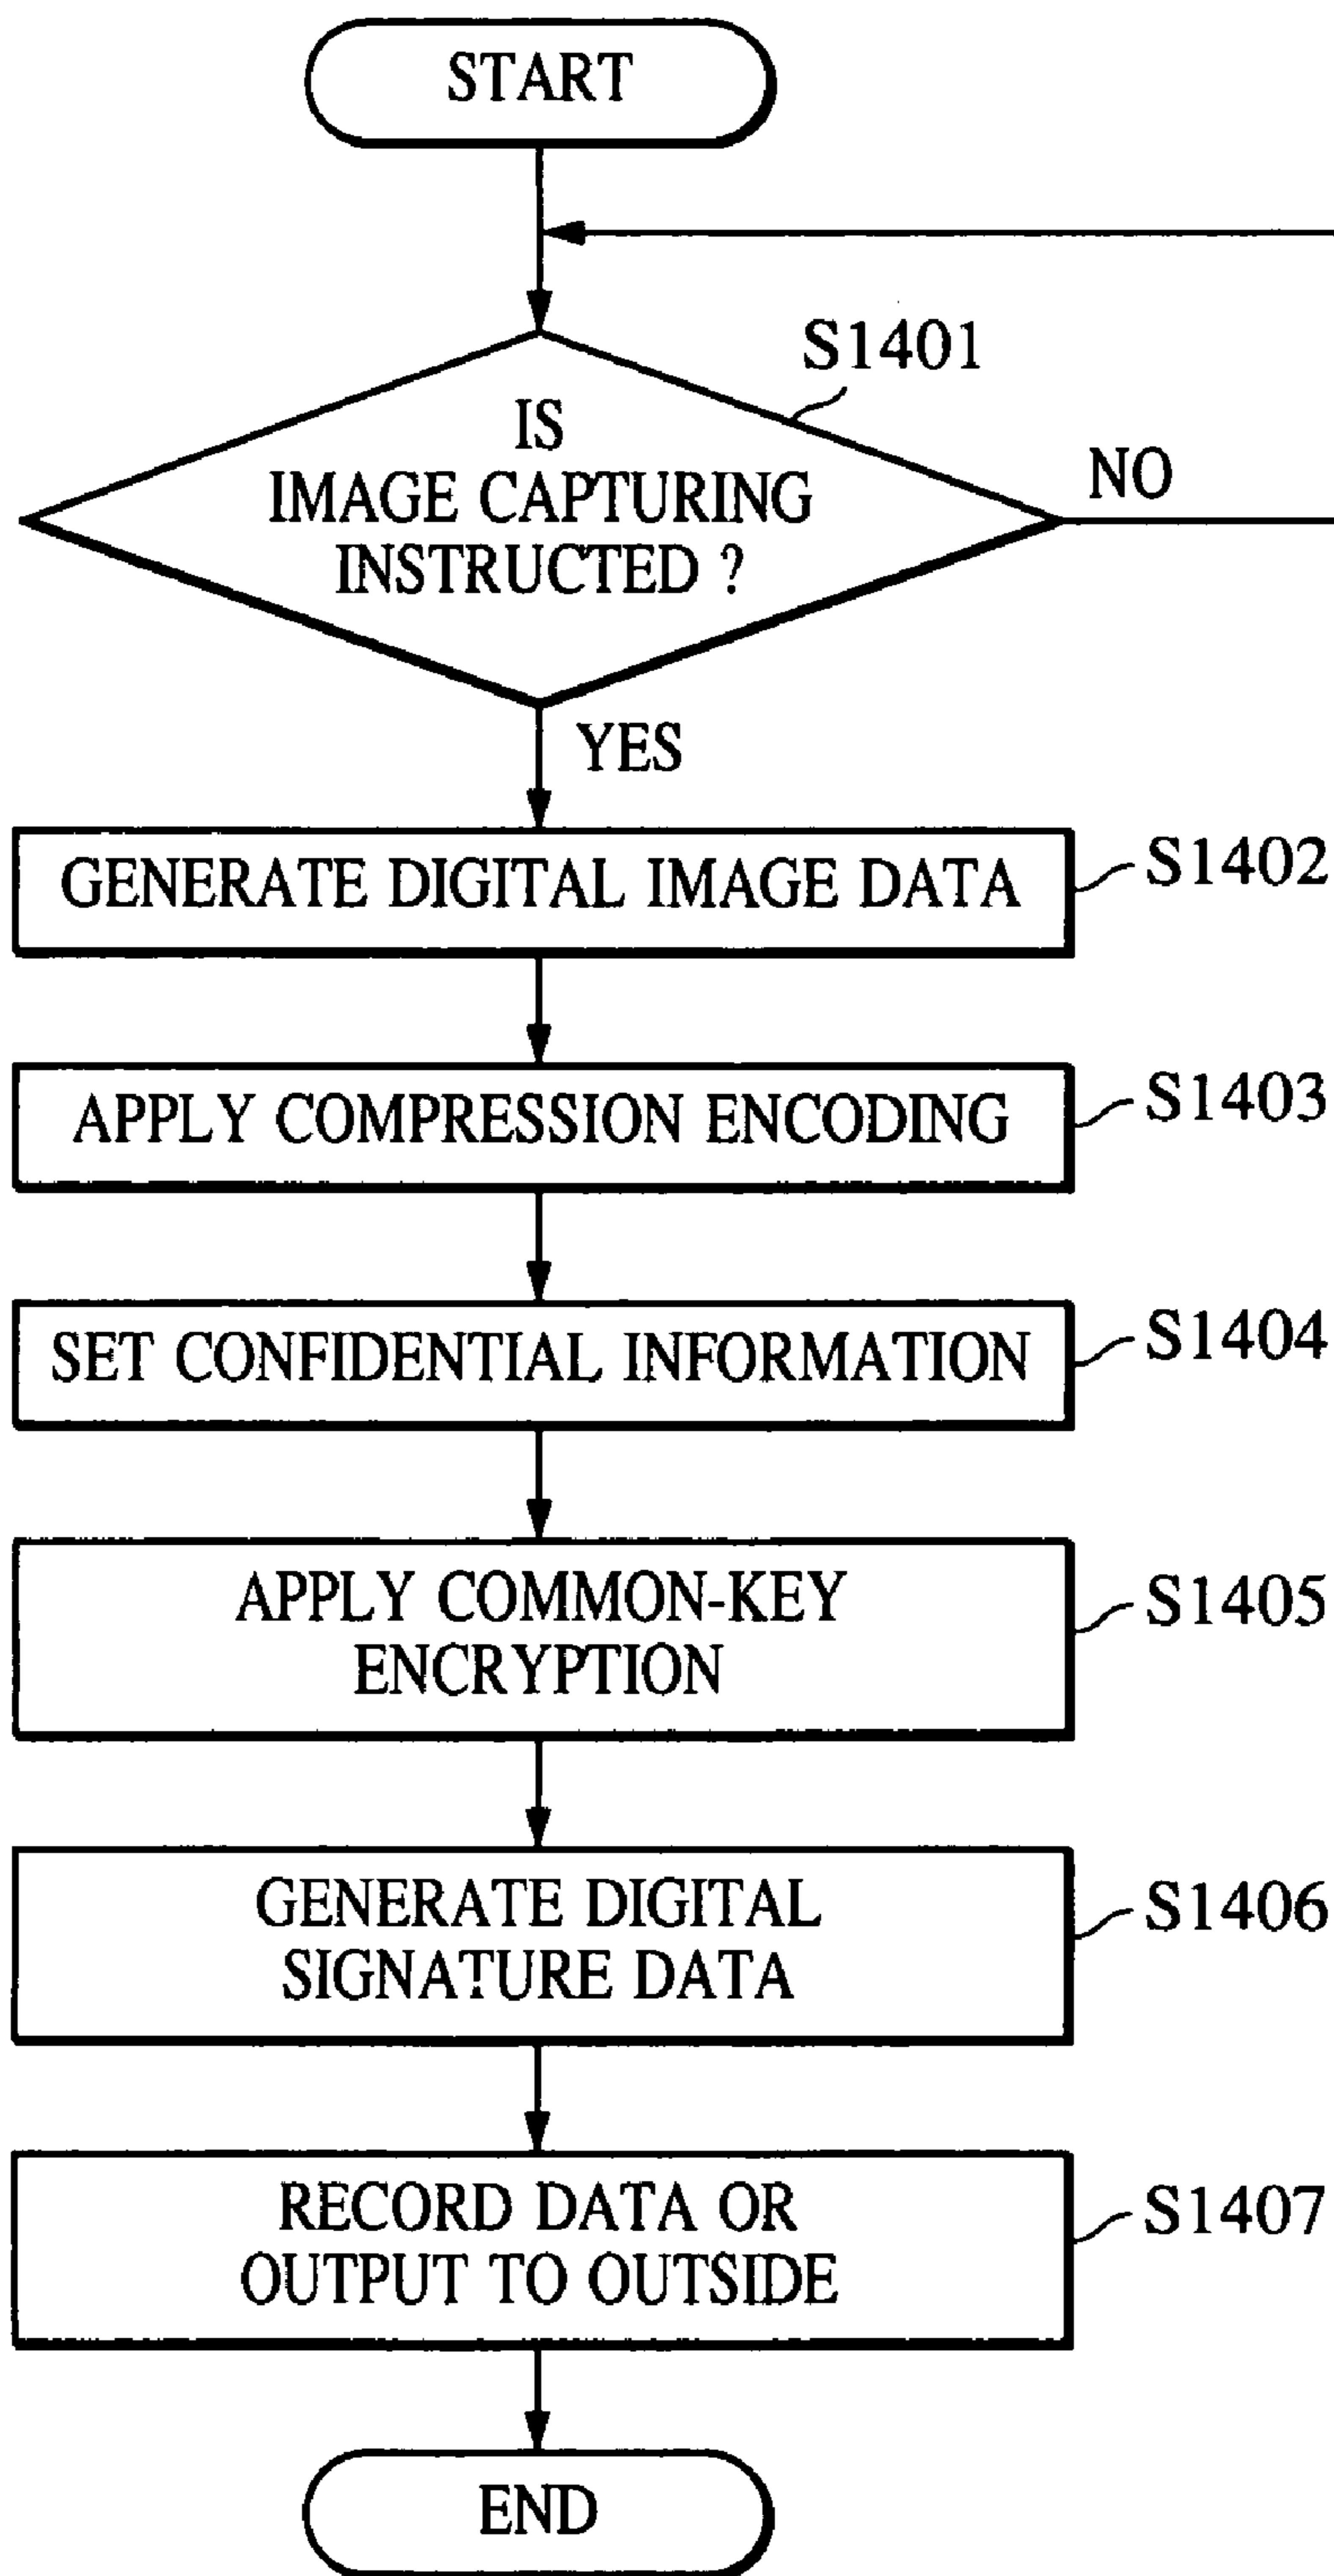 START
S1401
IS
IMAGE CAPTURING
INSTRUCTED ?
NO
YES
GENERATE DIGITAL IMAGE DATA
S1402
APPLY COMPRESSION ENCODING
S1403
SET CONFIDENTIAL INFORMATION
S1404
APPLY COMMON-KEY
ENCRYPTION
S1405
GENERATE DIGITAL
SIGNATURE DATA
S1406
RECORD DATA OR
OUTPUT TO OUTSIDE
S1407
END